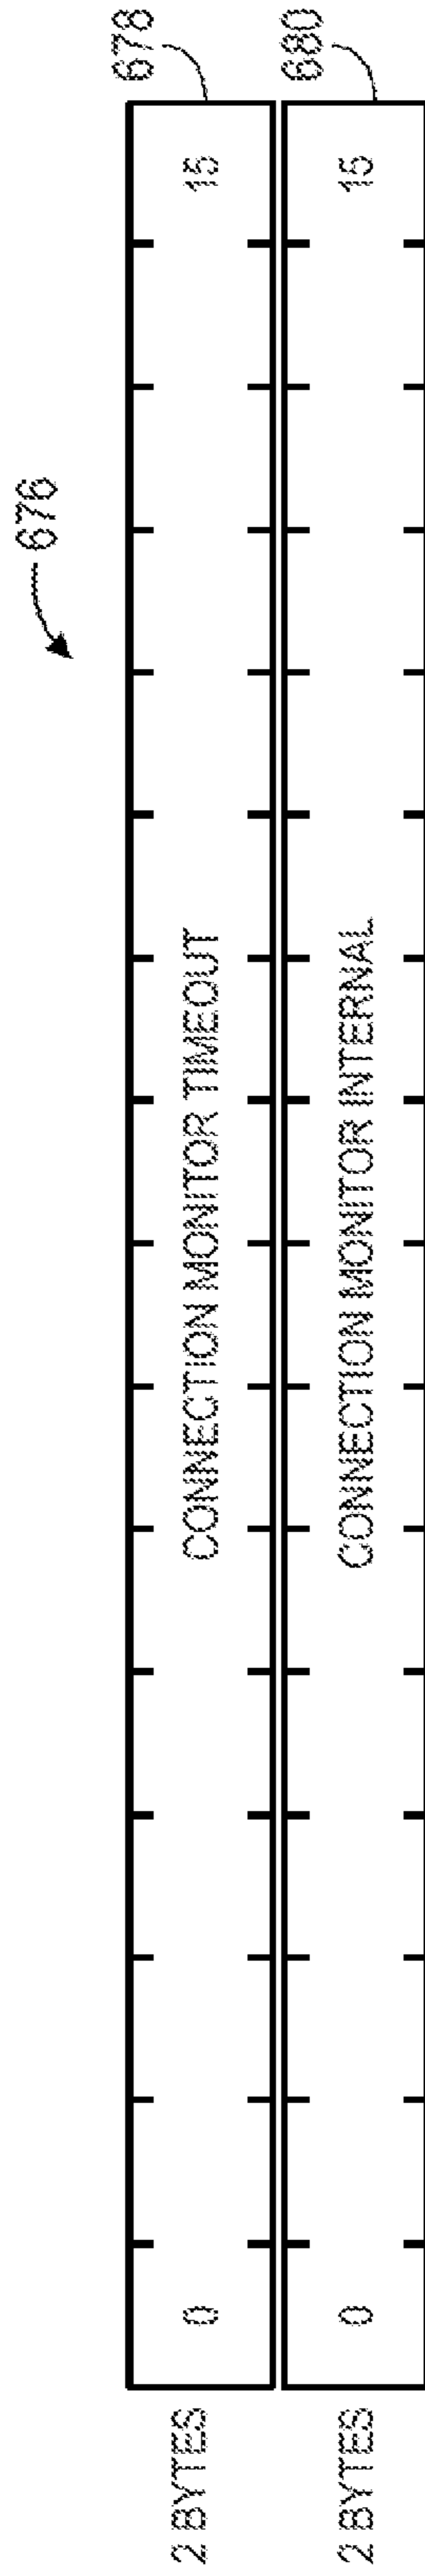 676
2 BYTES 0 CONNECTION MONITOR TIMEOUT 15 678
2 BYTES 0 CONNECTION MONITOR INTERNAL 15 680